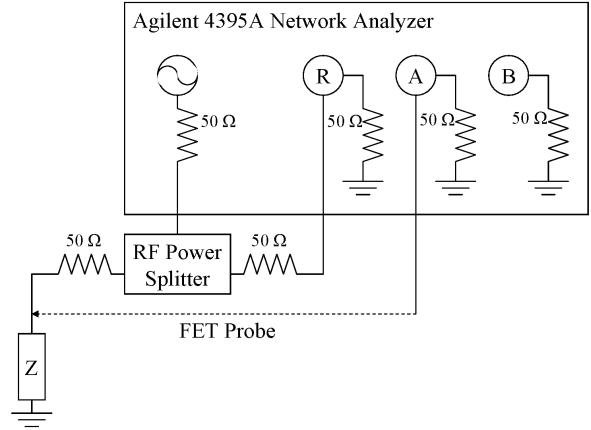 Agilent 4395A Network Analyzer
R
A
B
50 Ω
50 Ω
50 Ω
50 Ω
50 Ω
RF Power
Splitter
50 Ω
FET Probe
Z